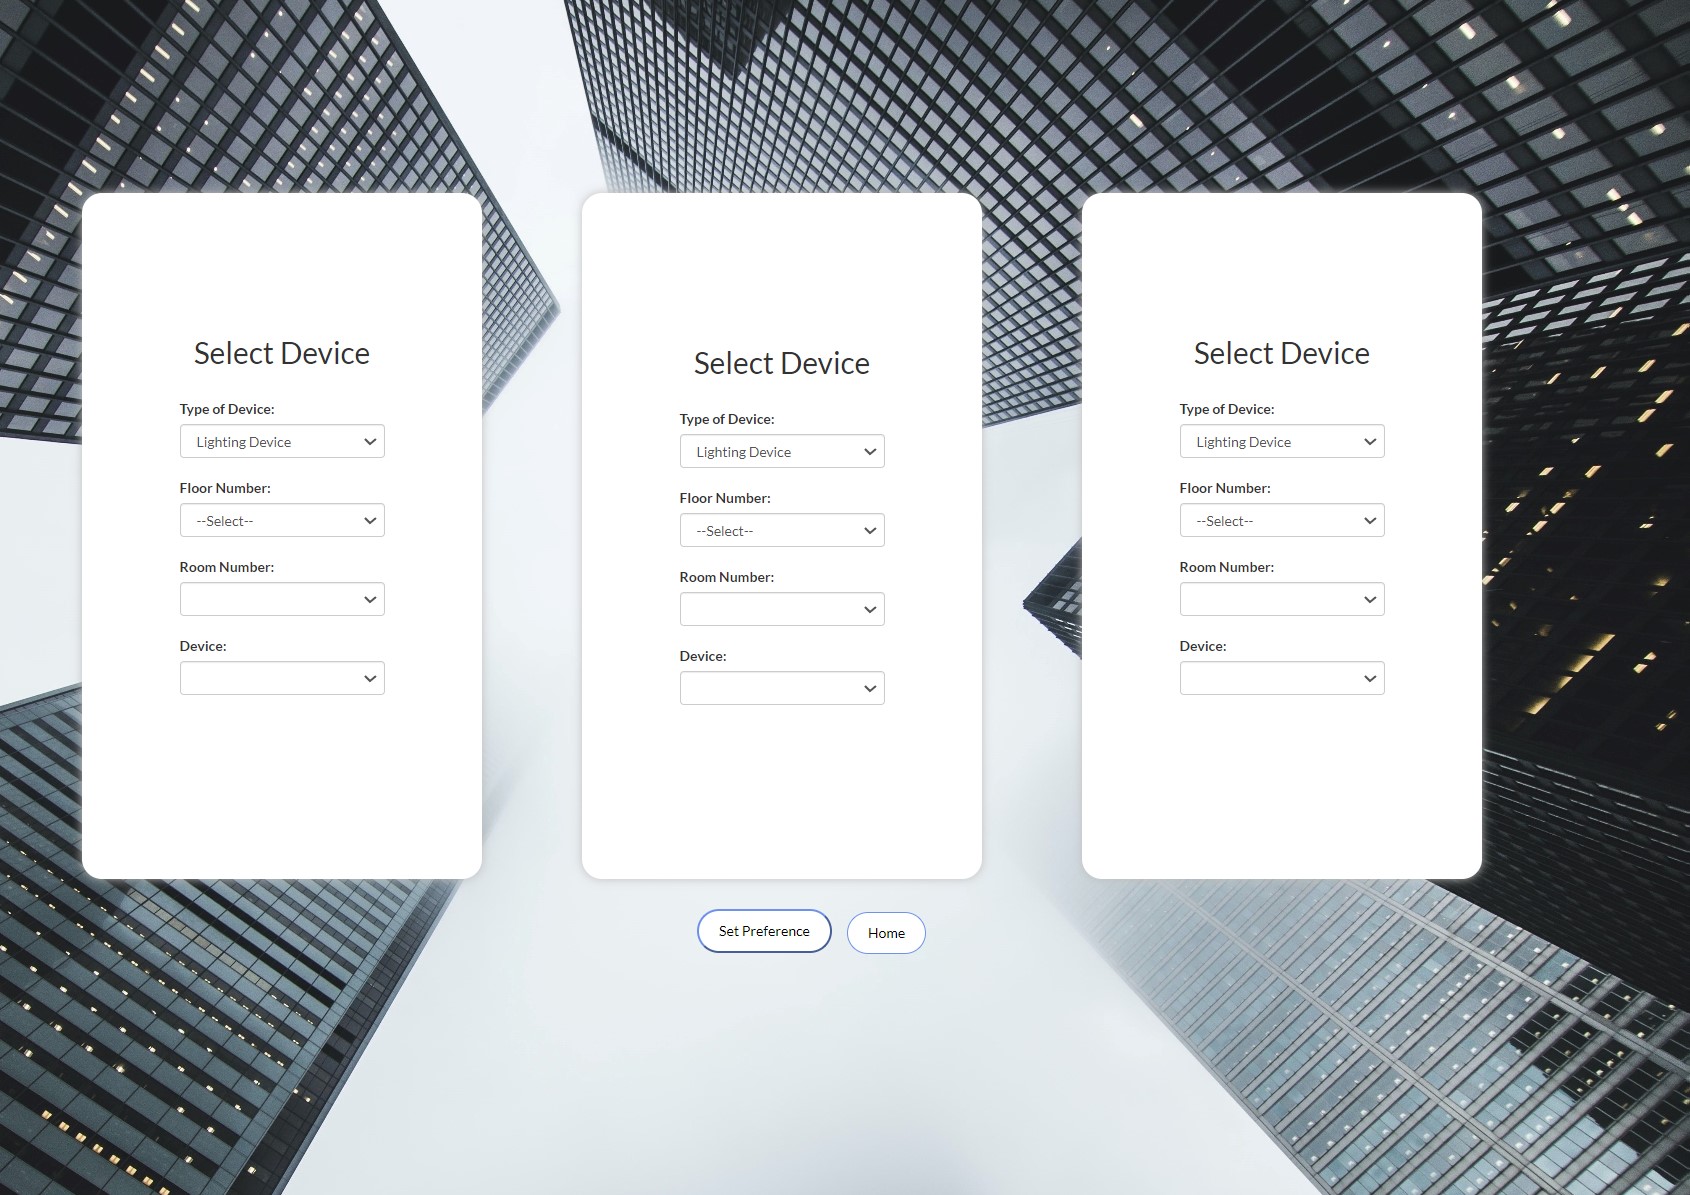 Select Device
Type of Device:
Lighting Device
Floor Number:
--Select--
Room Number:
Device:
Select Device
Type of Device:
Lighting Device
Floor Number:
--Select--
Room Number:
Device:
Select Device
Type of Device:
Lighting Device
Floor Number:
--Select--
Room Number:
Device:
Set Preference
Home